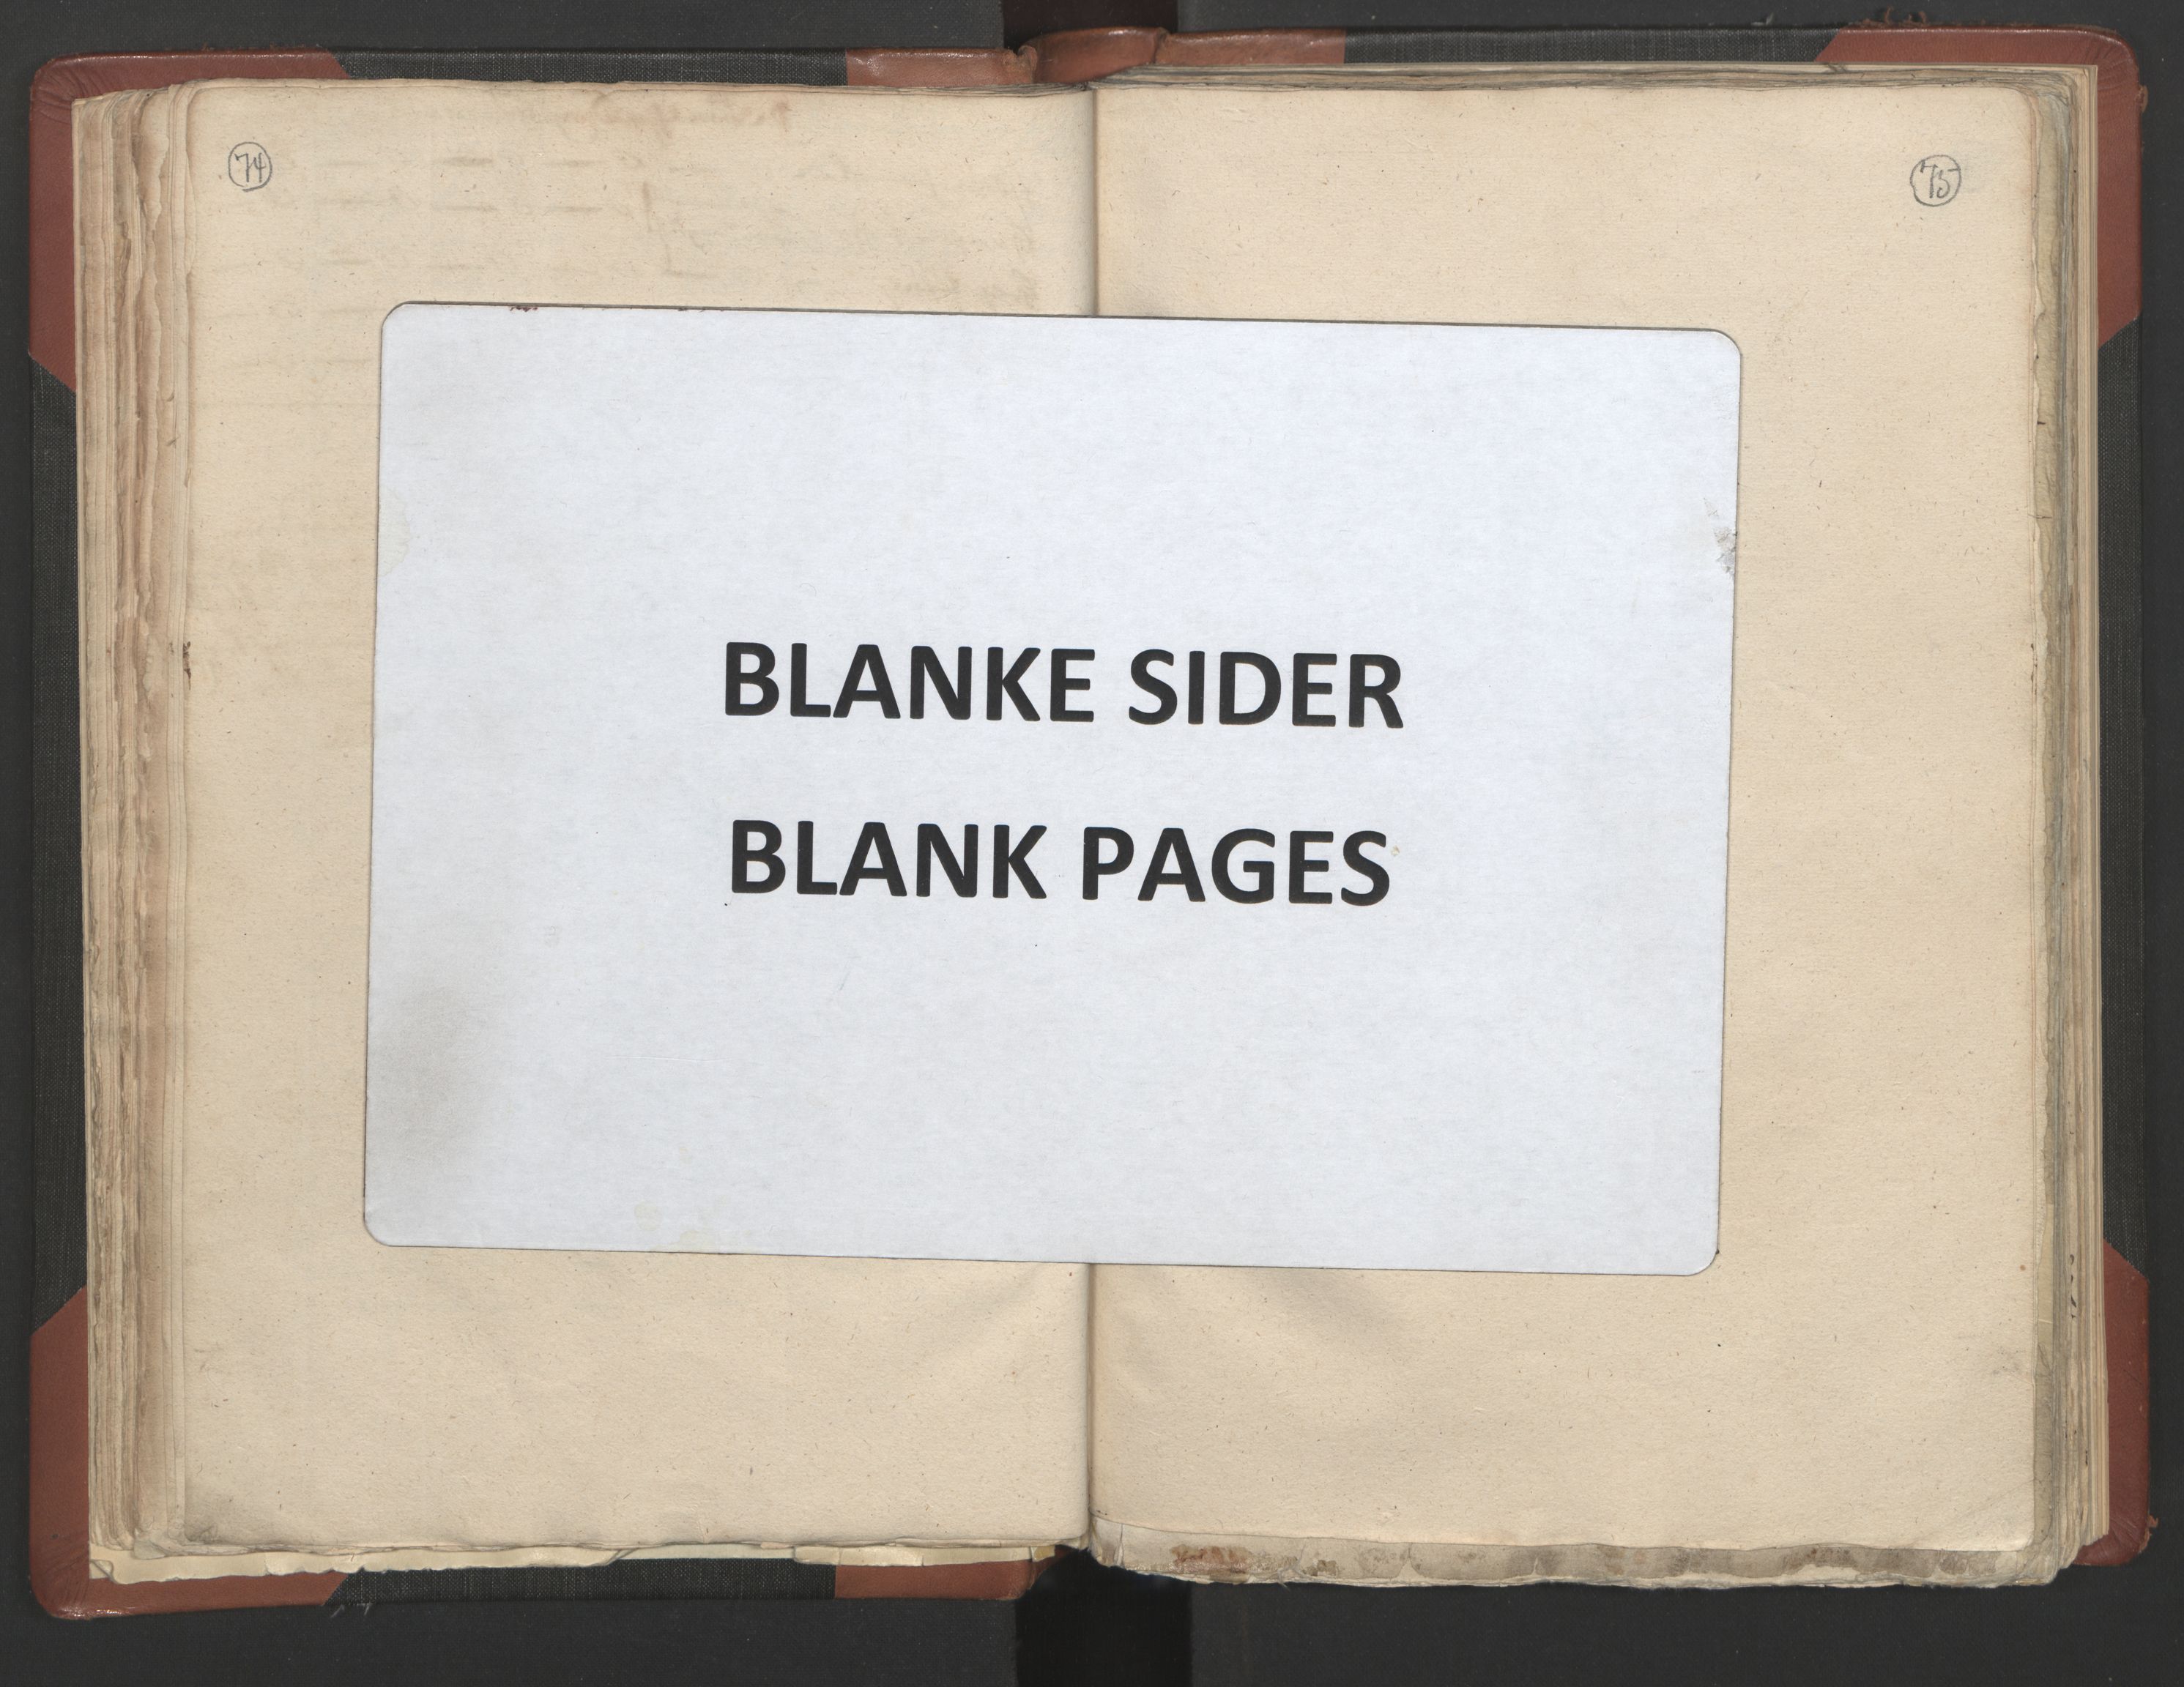 74
75
BLANKE SIDER
BLANK PAGES